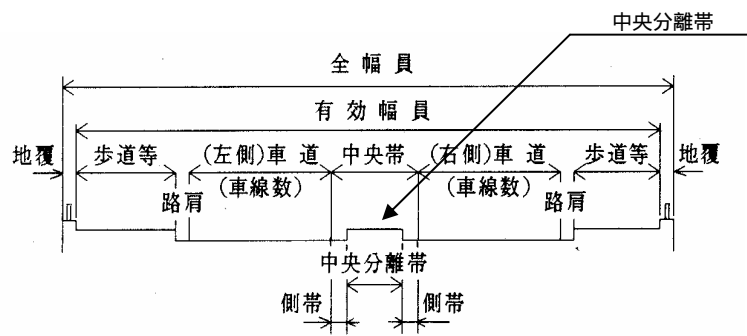 中央分離帯
全幅員
有効幅員
地覆 歩道等 (左側)車道 中央帯 (右側)車道 歩道等 地覆
路肩 (車線数) (車線数) 路肩
中央分離帯
側帯 側帯